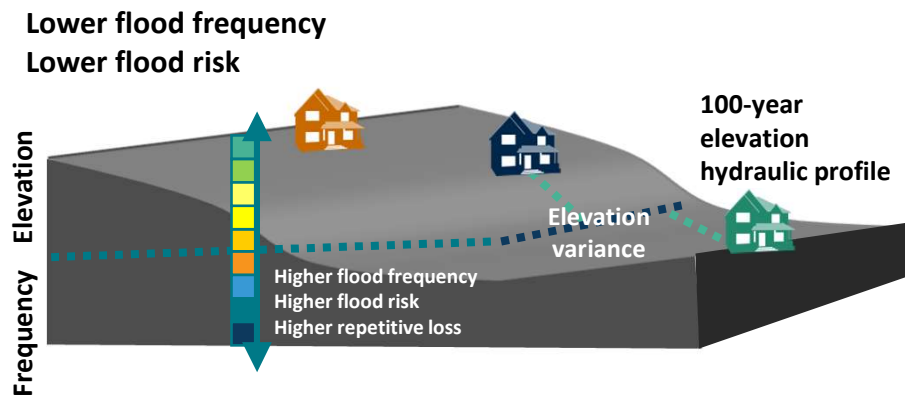 Lower flood frequency
Lower flood risk
100-year
elevation
hydraulic profile
Elevation
Elevation
variance
Higher flood frequency
Higher flood risk
Higher repetitive loss
Frequency